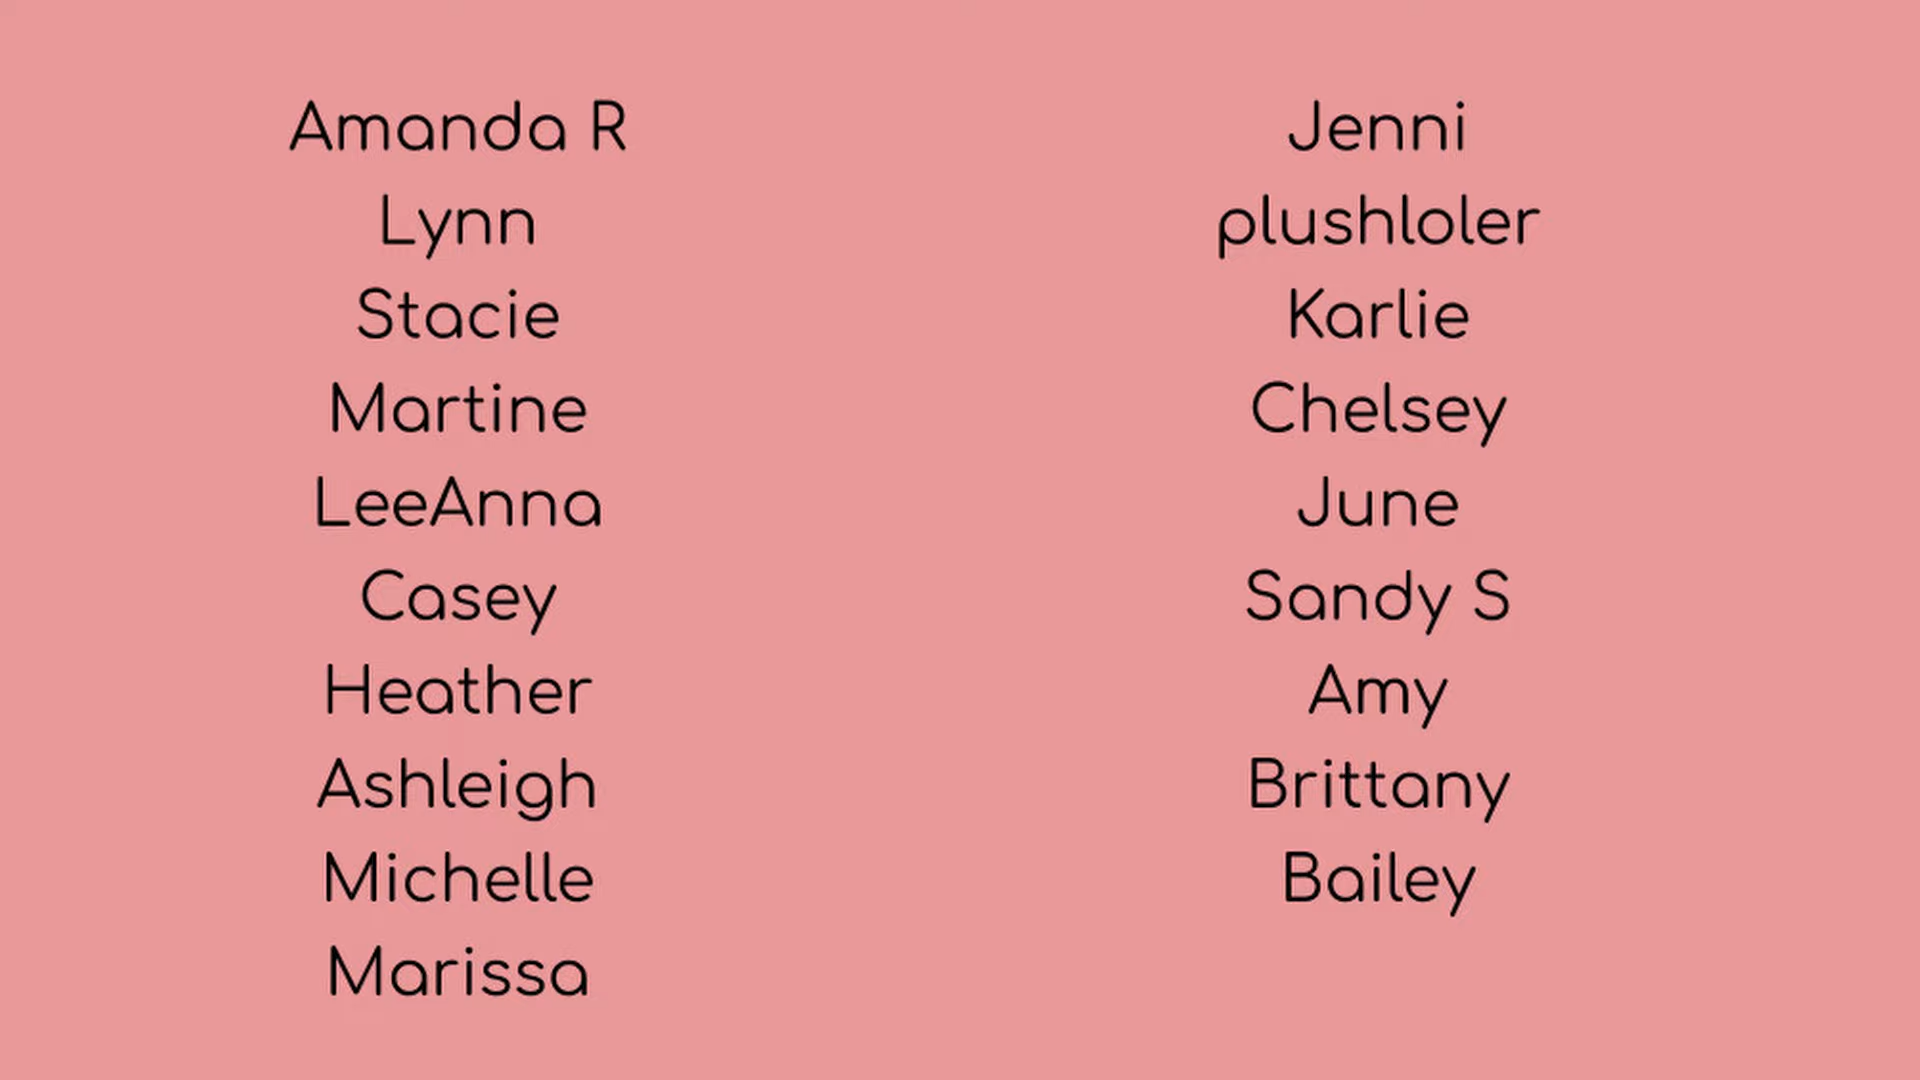 Amanda R
Lynn
Stacie
Martine
LeeAnna
Casey
Heather
Ashleigh
Michelle
Marissa
Jenni
plushloler
Karlie
Chelsey
June
Sandy S
Amy
Brittany
Bailey